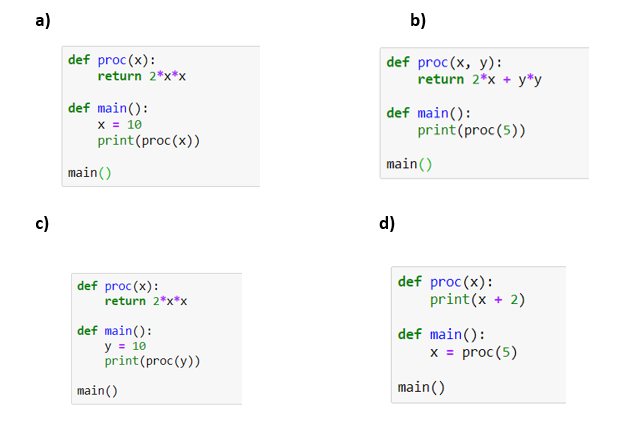 a)
def proc(x):
    return 2*x*x
def main():
    x = 10
    print(proc(x))
main()
b)
def proc(x, y):
    return 2*x + y*y
def main():
    print(proc(5))
main()
c)
def proc(x):
    return 2*x*x
def main():
    y = 10
    print(proc(y))
main()
d)
def proc(x):
    print(x + 2)
def main():
    x = proc(5)
main()